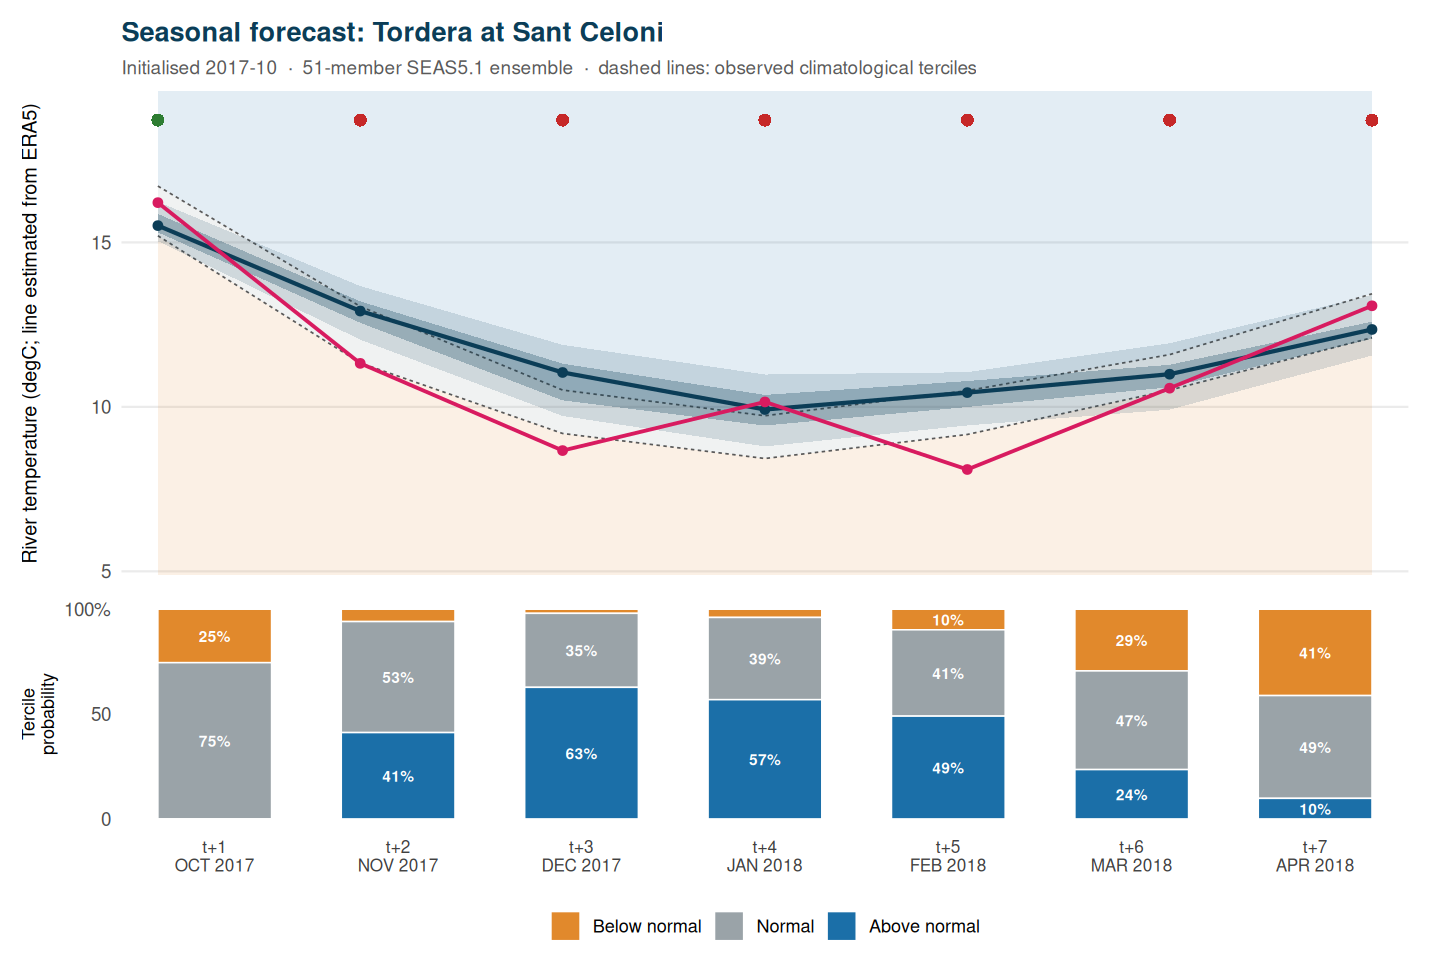 Seasonal forecast: Tordera at Sant Celoni
Initialised 2017-10 · 51-member SEAS5.1 ensemble · dashed lines: observed climatological terciles
River temperature (degC; line estimated from ERA5)
15
10
5
Tercile
probability
100%
50
0
25%
75%
53%
41%
35%
63%
39%
57%
10%
41%
49%
29%
47%
24%
41%
49%
10%
t+1
OCT 2017
t+2
NOV 2017
t+3
DEC 2017
t+4
JAN 2018
t+5
FEB 2018
t+6
MAR 2018
t+7
APR 2018
Below normal
Normal
Above normal